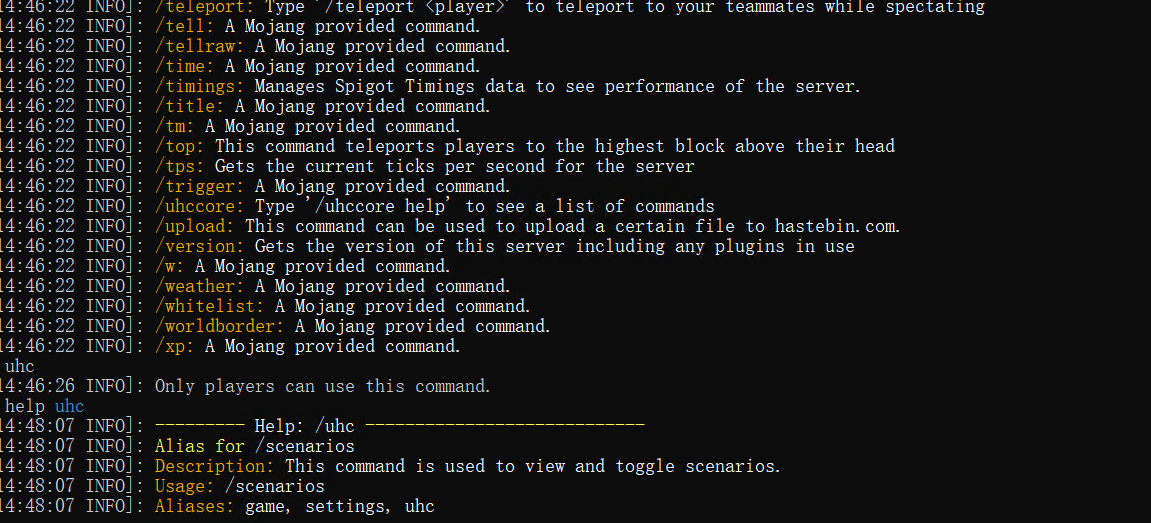 14:46:22 INFO]: /teleport: Type '/teleport <player>' to teleport to your teammates while spectating
14:46:22 INFO]: /tell: A Mojang provided command.
14:46:22 INFO]: /tellraw: A Mojang provided command.
14:46:22 INFO]: /time: A Mojang provided command.
14:46:22 INFO]: /timings: Manages Spigot Timings data to see performance of the server.
14:46:22 INFO]: /title: A Mojang provided command.
14:46:22 INFO]: /tm: A Mojang provided command.
14:46:22 INFO]: /top: This command teleports players to the highest block above their head
14:46:22 INFO]: /tps: Gets the current ticks per second for the server
14:46:22 INFO]: /trigger: A Mojang provided command.
14:46:22 INFO]: /uhccore: Type '/uhccore help' to see a list of commands
14:46:22 INFO]: /upload: This command can be used to upload a certain file to hastebin.com.
14:46:22 INFO]: /version: Gets the version of this server including any plugins in use
14:46:22 INFO]: /w: A Mojang provided command.
14:46:22 INFO]: /weather: A Mojang provided command.
14:46:22 INFO]: /whitelist: A Mojang provided command.
14:46:22 INFO]: /worldborder: A Mojang provided command.
14:46:22 INFO]: /xp: A Mojang provided command.
uhc
14:46:26 INFO]: Only players can use this command.
help uhc
14:48:07 INFO]: --------- Help: /uhc ----------------------------
14:48:07 INFO]: Alias for /scenarios
14:48:07 INFO]: Description: This command is used to view and toggle scenarios.
14:48:07 INFO]: Usage: /scenarios
14:48:07 INFO]: Aliases: game, settings, uhc